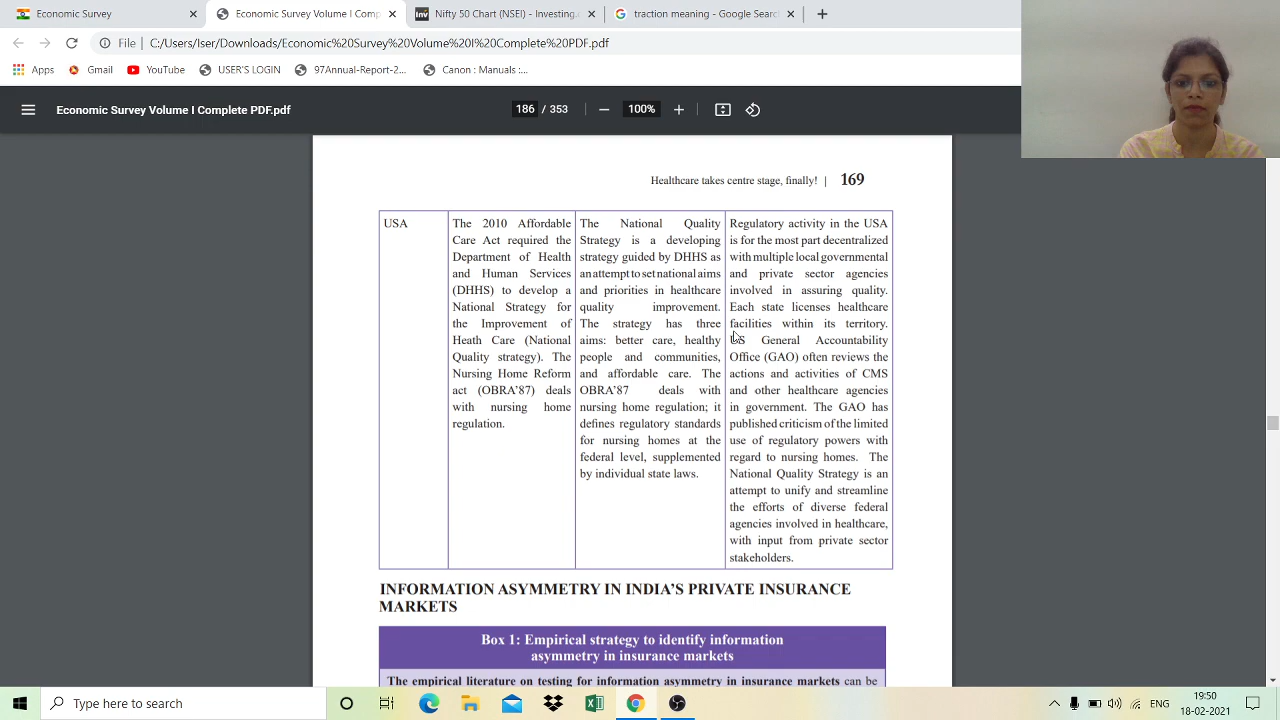 Economic Survey
Economic Survey Volume I Comp
Nifty 50 (NSEI) - Investing.c
traction meaning - Google Searc
File | C:/Users/user/Downloads/Economic%20Survey%20Volume%20I%20Complete%20PDF.pdf
Apps
Gmail
YouTube
USER'S LOGIN
97Annual-Report-2...
Canon : Manuals :...
Economic Survey Volume I Complete PDF.pdf
186 / 353
100%
Healthcare takes centre stage, finally! | 169
USA
The 2010 Affordable
Care Act required the
Department of Health
and Human Services
(DHHS) to develop a
National Strategy for
the Improvement of
Heath Care (National
Quality strategy). The
Nursing Home Reform
act (OBRA'87) deals
with nursing home
regulation.
The National Quality
Strategy is a developing
strategy guided by DHHS as
an attempt to set national aims
and priorities in healthcare
quality improvement.
The strategy has three
aims: better care, healthy
people and communities,
and affordable care. The
OBRA'87 deals with
nursing home regulation; it
defines regulatory standards
for nursing homes at the
federal level, supplemented
by individual state laws.
Regulatory activity in the USA
is for the most part decentralized
with multiple local governmental
and private sector agencies
involved in assuring quality.
Each state licenses healthcare
facilities within its territory.
US General Accountability
Office (GAO) often reviews the
actions and activities of CMS
and other healthcare agencies
in government. The GAO has
published criticism of the limited
use of regulatory powers with
regard to nursing homes. The
National Quality Strategy is an
attempt to unify and streamline
the efforts of diverse federal
agencies involved in healthcare,
with input from private sector
stakeholders.
INFORMATION ASYMMETRY IN INDIA'S PRIVATE INSURANCE
MARKETS
Box 1: Empirical strategy to identify information
asymmetry in insurance markets
The empirical literature on testing for information asymmetry in insurance markets can be
Type here to search
ENG
19:50
18-02-2021